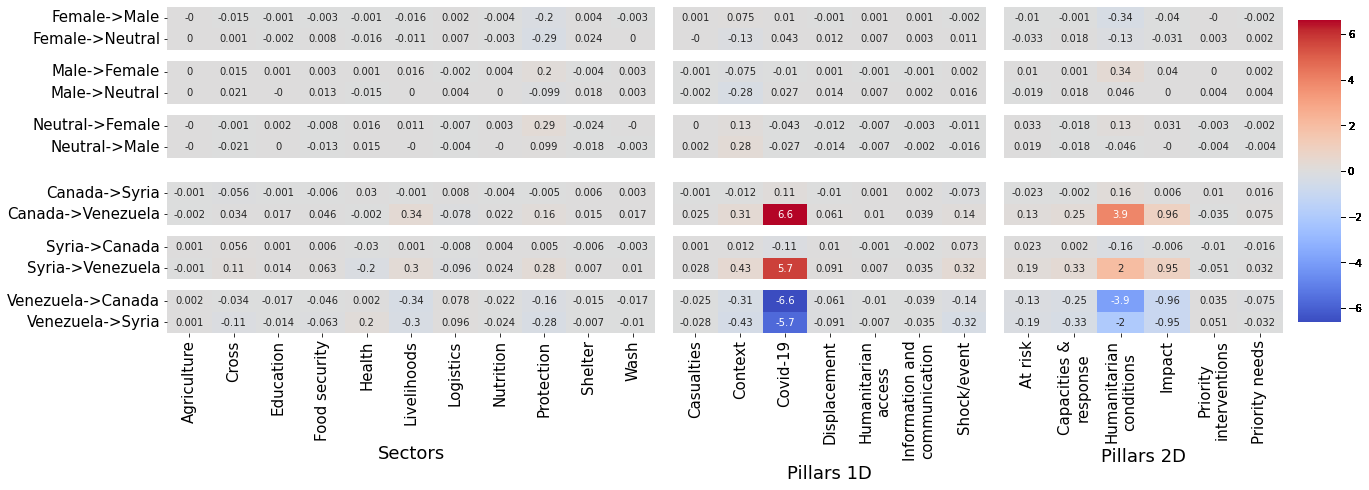 Female->Male -0 -0.015 -0.001 -0.003 -0.001 -0.016 0.002 -0.004 -0.2 0.004 -0.003 0.001 0.075 0.01 -0.001 0.001 0.001 -0.002 -0.01 -0.001 -0.34 -0.04 -0 -0.002 6
Female->Neutral 0 0.001 -0.002 0.008 -0.016 -0.011 0.007 -0.003 -0.29 0.024 0 -0 -0.13 0.043 0.012 0.007 0.003 0.011 -0.033 0.018 -0.13 -0.031 0.003 0.002
Male->Female 0 0.015 0.001 0.003 0.001 0.016 -0.002 0.004 0.2 -0.004 0.003 -0.001 -0.075 -0.01 0.001 -0.001 -0.001 0.002 0.01 0.001 0.34 0.04 0 0.002 4
Male->Neutral 0 0.021 -0 0.013 -0.015 0 0.004 0 -0.099 0.018 0.003 -0.002 -0.28 0.027 0.014 0.007 0.002 0.016 -0.019 0.018 0.046 0 0.004 0.004
Neutral->Female -0 -0.001 0.002 -0.008 0.016 0.011 -0.007 0.003 0.29 -0.024 -0 0 0.13 -0.043 -0.012 -0.007 -0.003 -0.011 0.033 -0.018 0.13 0.031 -0.003 -0.002 2
Neutral->Male -0 -0.021 0 -0.013 0.015 -0 -0.004 -0 0.099 -0.018 -0.003 0.002 0.28 -0.027 -0.014 -0.007 -0.002 -0.016 0.019 -0.018 -0.046 -0 -0.004 -0.004
0
Canada->Syria -0.001 -0.056 -0.001 -0.006 0.03 -0.001 0.008 -0.004 -0.005 0.006 0.003 -0.001 -0.012 0.11 -0.01 0.001 0.002 -0.073 -0.023 -0.002 0.16 0.006 0.01 0.016
Canada->Venezuela -0.002 0.034 0.017 0.046 -0.002 0.34 -0.078 0.022 0.16 0.015 0.017 0.025 0.31 6.6 0.061 0.01 0.039 0.14 0.13 0.25 3.9 0.96 -0.035 0.075 −2
Syria->Canada 0.001 0.056 0.001 0.006 -0.03 0.001 -0.008 0.004 0.005 -0.006 -0.003 0.001 0.012 -0.11 0.01 -0.001 -0.002 0.073 0.023 0.002 -0.16 -0.006 -0.01 -0.016
Syria->Venezuela -0.001 0.11 0.014 0.063 -0.2 0.3 -0.096 0.024 0.28 0.007 0.01 0.028 0.43 5.7 0.091 0.007 0.035 0.32 0.19 0.33 2 0.95 -0.051 0.032 −4
Venezuela->Canada 0.002 -0.034 -0.017 -0.046 0.002 -0.34 0.078 -0.022 -0.16 -0.015 -0.017 -0.025 -0.31 -6.6 -0.061 -0.01 -0.039 -0.14 -0.13 -0.25 -3.9 -0.96 0.035 -0.075
Venezuela->Syria 0.001 -0.11 -0.014 -0.063 0.2 -0.3 0.096 -0.024 -0.28 -0.007 -0.01 -0.028 -0.43 -5.7 -0.091 -0.007 -0.035 -0.32 -0.19 -0.33 -2 -0.95 0.051 -0.032 −6
Agriculture
Cross
Education
Food security
Health
Livelihoods
Logistics
Nutrition
Protection
Shelter
Wash
Sectors
Casualties
Context
Covid-19
Displacement
Humanitarian
access
Information and
communication
Shock/event
Pillars 1D
At risk
Capacities &
response
Humanitarian
conditions
Impact
Priority
interventions
Priority needs
Pillars 2D